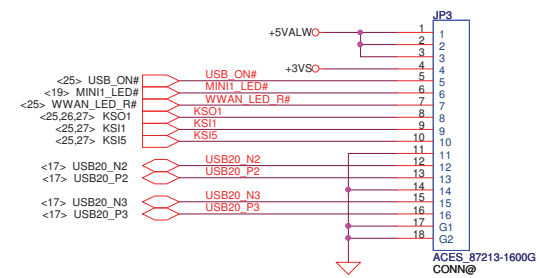 JP3
+5VALW 1 1
2 2
3 3
+3VS 4 4
<25> USB_ON# USB_ON# 5 5
<19> MINI1_LED# MINI1_LED# 6 6
<25> WWAN_LED_R# WWAN_LED_R# 7 7
<25,26,27> KSO1 KSO1 8 8
<25,27> KSI1 KSI1 9 9
<25,27> KSI5 KSI5 10 10
11 11
<17> USB20_N2 USB20_N2 12 12
<17> USB20_P2 USB20_P2 13 13
14 14
<17> USB20_N3 USB20_N3 15 15
<17> USB20_P3 USB20_P3 16 16
17 G1
18 G2
ACES_87213-1600G
CONN@